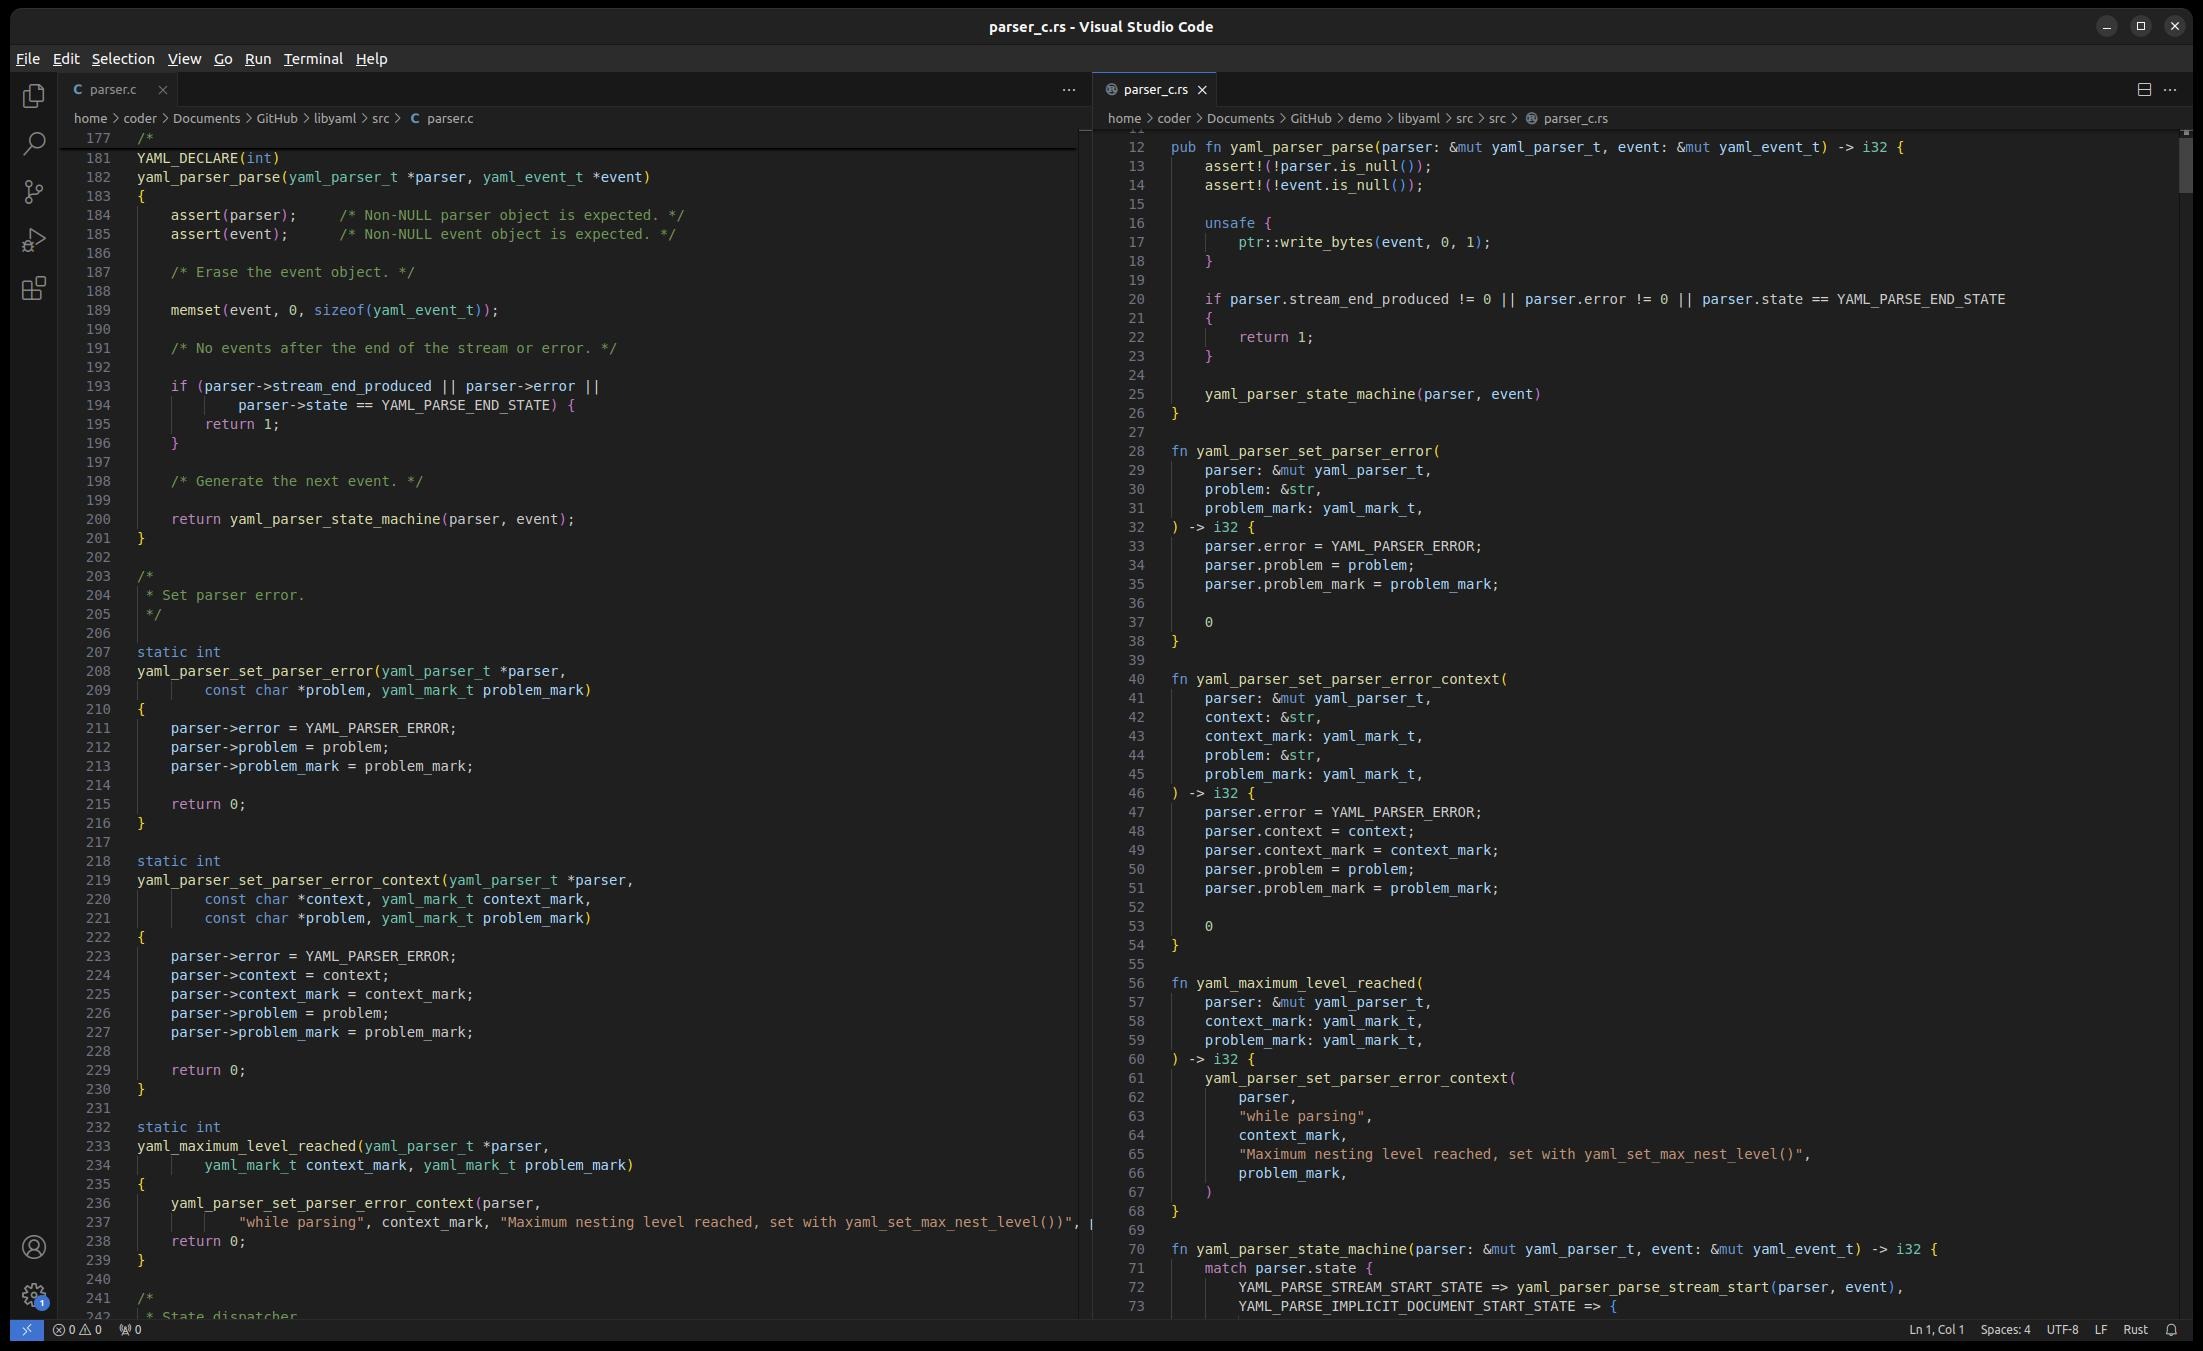 parser_c.rs - Visual Studio Code
File Edit Selection View Go Run Terminal Help
C parser.c
home > coder > Documents > GitHub > libyaml > src > C parser.c
177 /*
181 YAML_DECLARE(int)
182 yaml_parser_parse(yaml_parser_t *parser, yaml_event_t *event)
183 {
184     assert(parser);     /* Non-NULL parser object is expected. */
185     assert(event);      /* Non-NULL event object is expected. */
186
187     /* Erase the event object. */
188
189     memset(event, 0, sizeof(yaml_event_t));
190
191     /* No events after the end of the stream or error. */
192
193     if (parser->stream_end_produced || parser->error ||
194             parser->state == YAML_PARSE_END_STATE) {
195         return 1;
196     }
197
198     /* Generate the next event. */
199
200     return yaml_parser_state_machine(parser, event);
201 }
202
203 /*
204  * Set parser error.
205  */
206
207 static int
208 yaml_parser_set_parser_error(yaml_parser_t *parser,
209         const char *problem, yaml_mark_t problem_mark)
210 {
211     parser->error = YAML_PARSER_ERROR;
212     parser->problem = problem;
213     parser->problem_mark = problem_mark;
214
215     return 0;
216 }
217
218 static int
219 yaml_parser_set_parser_error_context(yaml_parser_t *parser,
220         const char *context, yaml_mark_t context_mark,
221         const char *problem, yaml_mark_t problem_mark)
222 {
223     parser->error = YAML_PARSER_ERROR;
224     parser->context = context;
225     parser->context_mark = context_mark;
226     parser->problem = problem;
227     parser->problem_mark = problem_mark;
228
229     return 0;
230 }
231
232 static int
233 yaml_maximum_level_reached(yaml_parser_t *parser,
234         yaml_mark_t context_mark, yaml_mark_t problem_mark)
235 {
236     yaml_parser_set_parser_error_context(parser,
237             "while parsing", context_mark, "Maximum nesting level reached, set with yaml_set_max_nest_level())",
238     return 0;
239 }
240
241 /*
242  * State dispatcher
parser_c.rs
home > coder > Documents > GitHub > demo > libyaml > src > src > parser_c.rs
11
12 pub fn yaml_parser_parse(parser: &mut yaml_parser_t, event: &mut yaml_event_t) -> i32 {
13     assert!(!parser.is_null());
14     assert!(!event.is_null());
15
16     unsafe {
17         ptr::write_bytes(event, 0, 1);
18     }
19
20     if parser.stream_end_produced != 0 || parser.error != 0 || parser.state == YAML_PARSE_END_STATE
21     {
22         return 1;
23     }
24
25     yaml_parser_state_machine(parser, event)
26 }
27
28 fn yaml_parser_set_parser_error(
29     parser: &mut yaml_parser_t,
30     problem: &str,
31     problem_mark: yaml_mark_t,
32 ) -> i32 {
33     parser.error = YAML_PARSER_ERROR;
34     parser.problem = problem;
35     parser.problem_mark = problem_mark;
36
37     0
38 }
39
40 fn yaml_parser_set_parser_error_context(
41     parser: &mut yaml_parser_t,
42     context: &str,
43     context_mark: yaml_mark_t,
44     problem: &str,
45     problem_mark: yaml_mark_t,
46 ) -> i32 {
47     parser.error = YAML_PARSER_ERROR;
48     parser.context = context;
49     parser.context_mark = context_mark;
50     parser.problem = problem;
51     parser.problem_mark = problem_mark;
52
53     0
54 }
55
56 fn yaml_maximum_level_reached(
57     parser: &mut yaml_parser_t,
58     context_mark: yaml_mark_t,
59     problem_mark: yaml_mark_t,
60 ) -> i32 {
61     yaml_parser_set_parser_error_context(
62         parser,
63         "while parsing",
64         context_mark,
65         "Maximum nesting level reached, set with yaml_set_max_nest_level()",
66         problem_mark,
67     )
68 }
69
70 fn yaml_parser_state_machine(parser: &mut yaml_parser_t, event: &mut yaml_event_t) -> i32 {
71     match parser.state {
72         YAML_PARSE_STREAM_START_STATE => yaml_parser_parse_stream_start(parser, event),
73         YAML_PARSE_IMPLICIT_DOCUMENT_START_STATE => {
1
0 0 0
Ln 1, Col 1 Spaces: 4 UTF-8 LF Rust